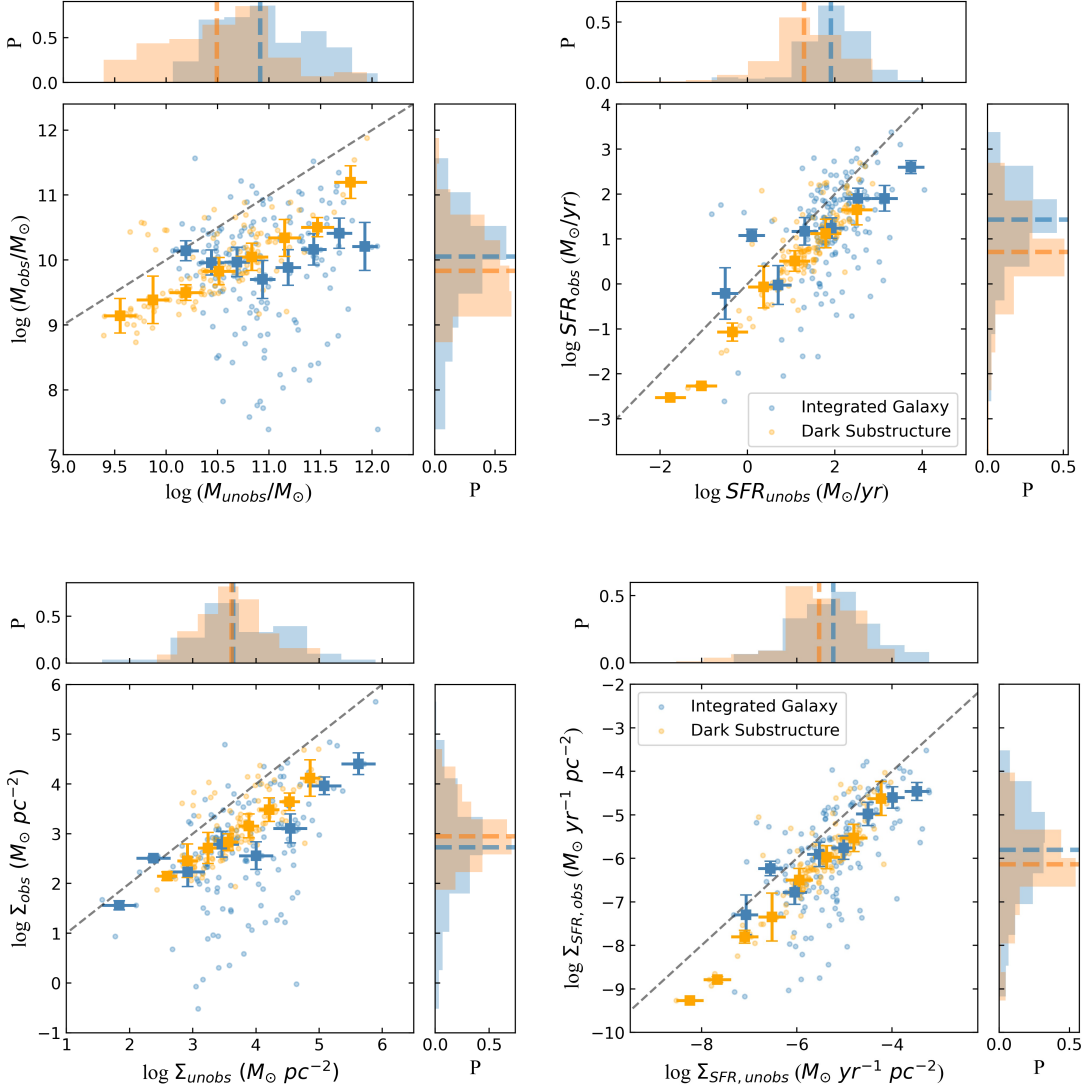 P
0.5
0.0
P
0.5
0.0
log (M_obs/M_⊙)
12
11
10
9
8
7
9.0 9.5 10.0 10.5 11.0 11.5 12.0
log (M_unobs/M_⊙)
0.0 0.5
P
log SFR_obs (M_⊙/yr)
4
3
2
1
0
−1
−2
−3
Integrated Galaxy
Dark Substructure
−2 0 2 4
log SFR_unobs (M_⊙/yr)
0.0 0.5
P
P
0.5
0.0
P
0.5
0.0
log Σ_obs (M_⊙ pc⁻²)
6
5
4
3
2
1
0
−1
1 2 3 4 5 6
log Σ_unobs (M_⊙ pc⁻²)
0.0 0.5
P
log Σ_SFR,obs (M_⊙ yr⁻¹ pc⁻²)
−2
−3
−4
−5
−6
−7
−8
−9
−10
Integrated Galaxy
Dark Substructure
−8 −6 −4
log Σ_SFR,unobs (M_⊙ yr⁻¹ pc⁻²)
0.0 0.5
P